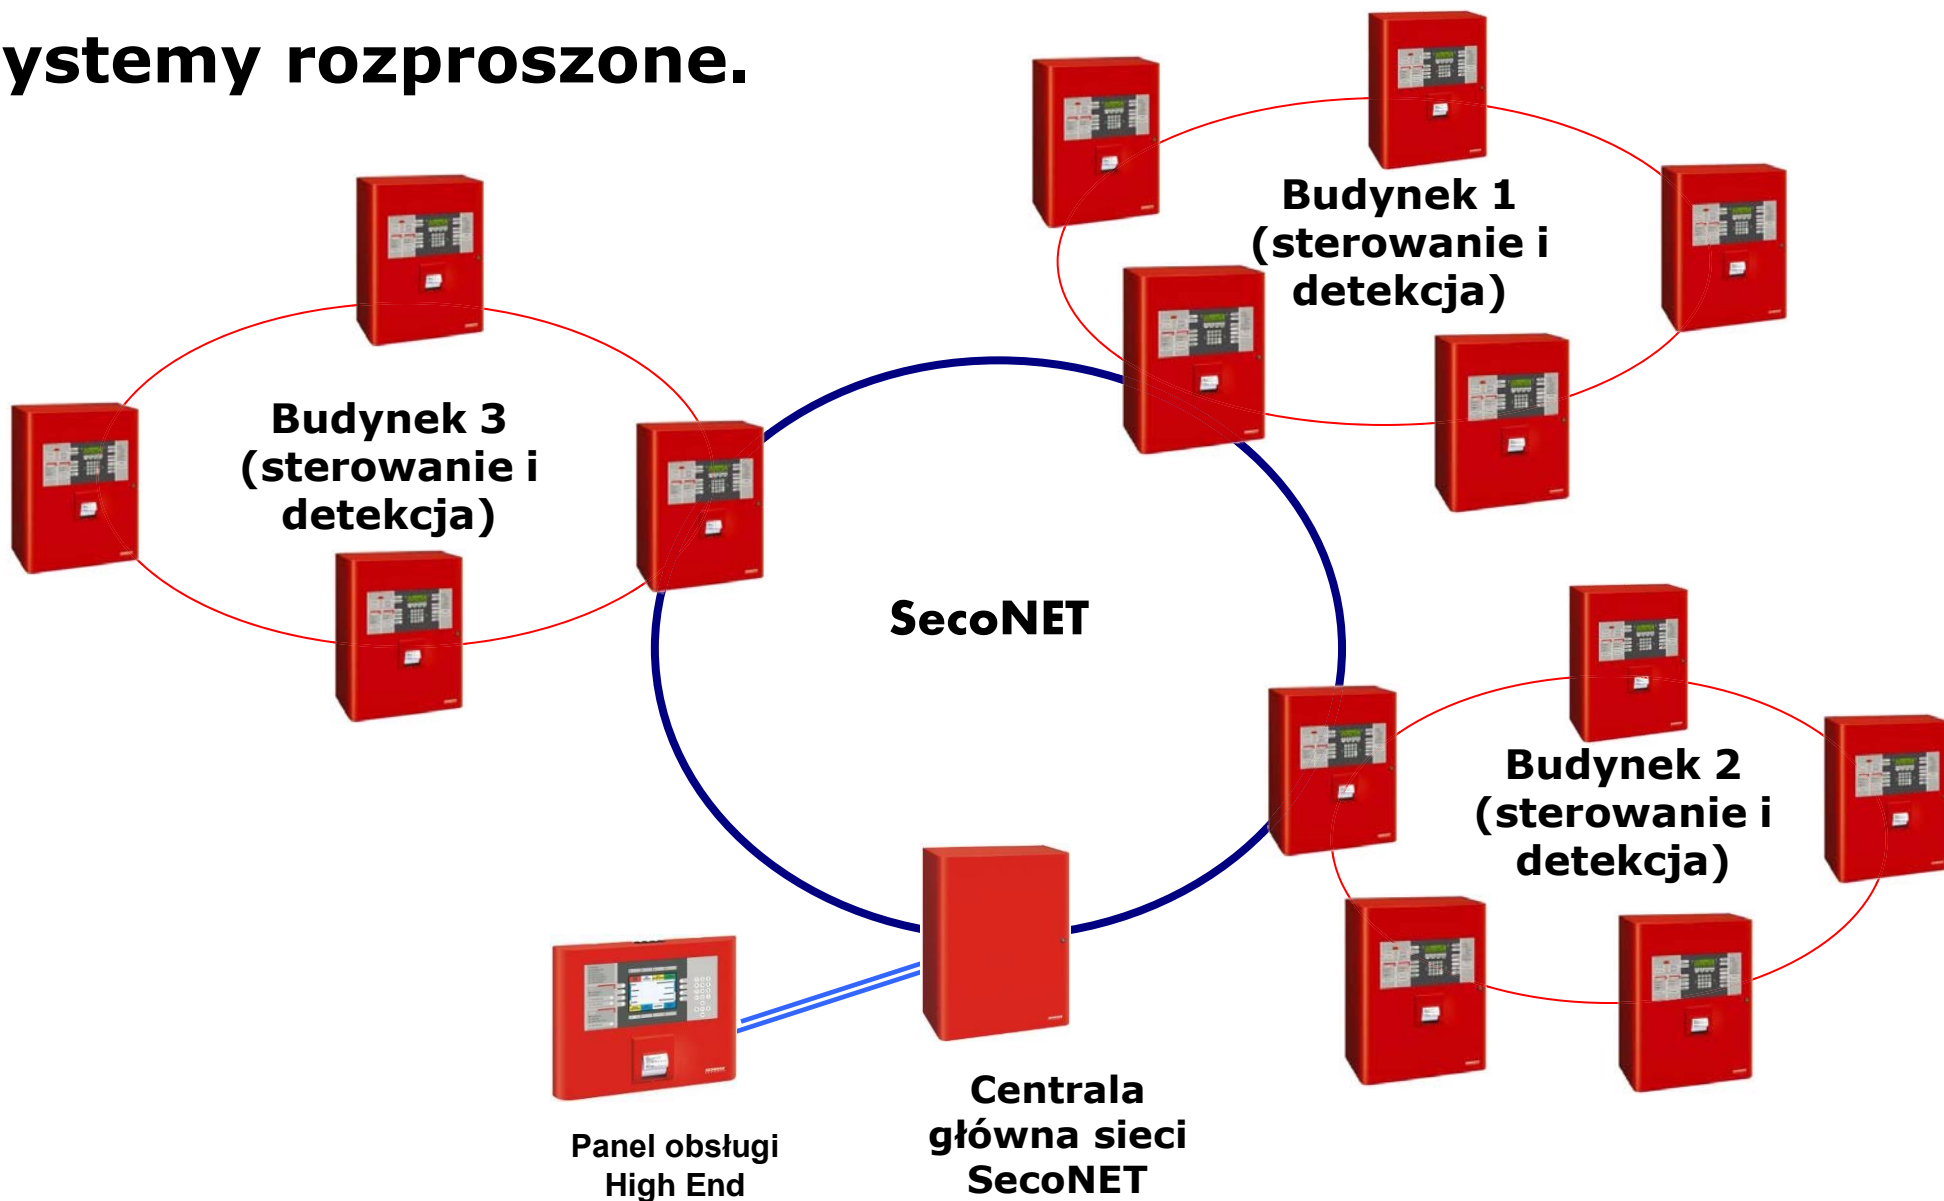 ystemy rozproszone.
Budynek 1
(sterowanie i
detekcja)
Budynek 3
(sterowanie i
detekcja)
SecoNET
Budynek 2
(sterowanie i
detekcja)
Centrala
główna sieci
SecoNET
Panel obsługi
High End